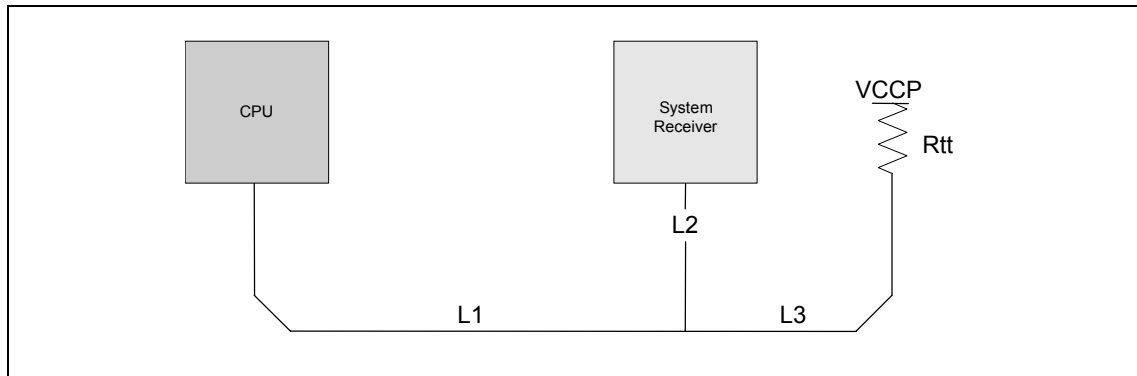 CPU
System
Receiver
VCCP
Rtt
L2
L1
L3